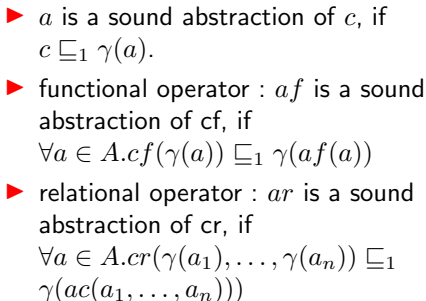 ▶ a is a sound abstraction of c, if
c ⊑₁ γ(a).
▶ functional operator : af is a sound
abstraction of cf, if
∀a ∈ A.cf(γ(a)) ⊑₁ γ(af(a))
▶ relational operator : ar is a sound
abstraction of cr, if
∀a ∈ A.cr(γ(a₁), . . . , γ(aₙ)) ⊑₁
γ(ac(a₁, . . . , aₙ)))